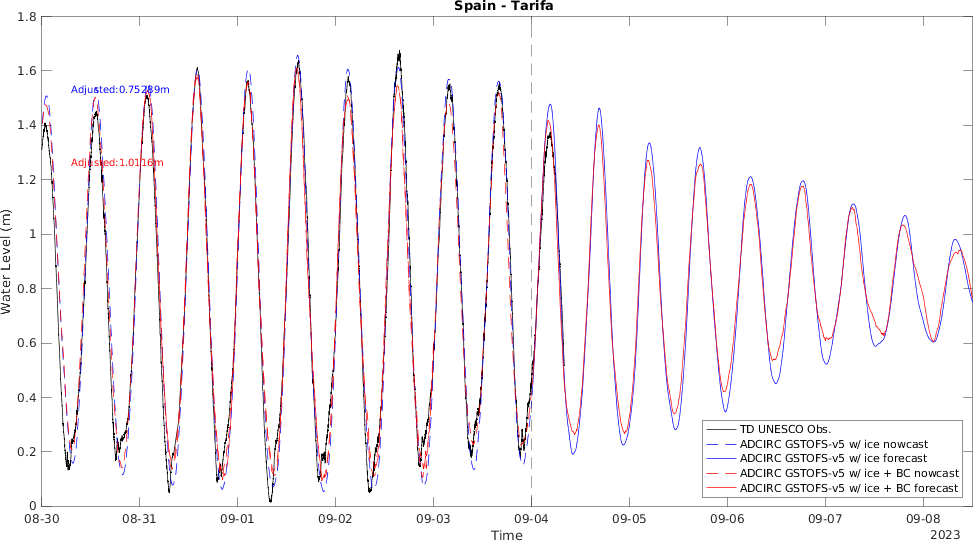 Spain - Tarifa
1.8
1.6
1.4
1.2
1
0.8
0.6
0.4
0.2
0
Water Level (m)
Adjusted:0.75289m
Adjusted:1.0116m
TD UNESCO Obs.
ADCIRC GSTOFS-v5 w/ ice nowcast
ADCIRC GSTOFS-v5 w/ ice forecast
ADCIRC GSTOFS-v5 w/ ice + BC nowcast
ADCIRC GSTOFS-v5 w/ ice + BC forecast
08-30 08-31 09-01 09-02 09-03 09-04 09-05 09-06 09-07 09-08
Time
2023